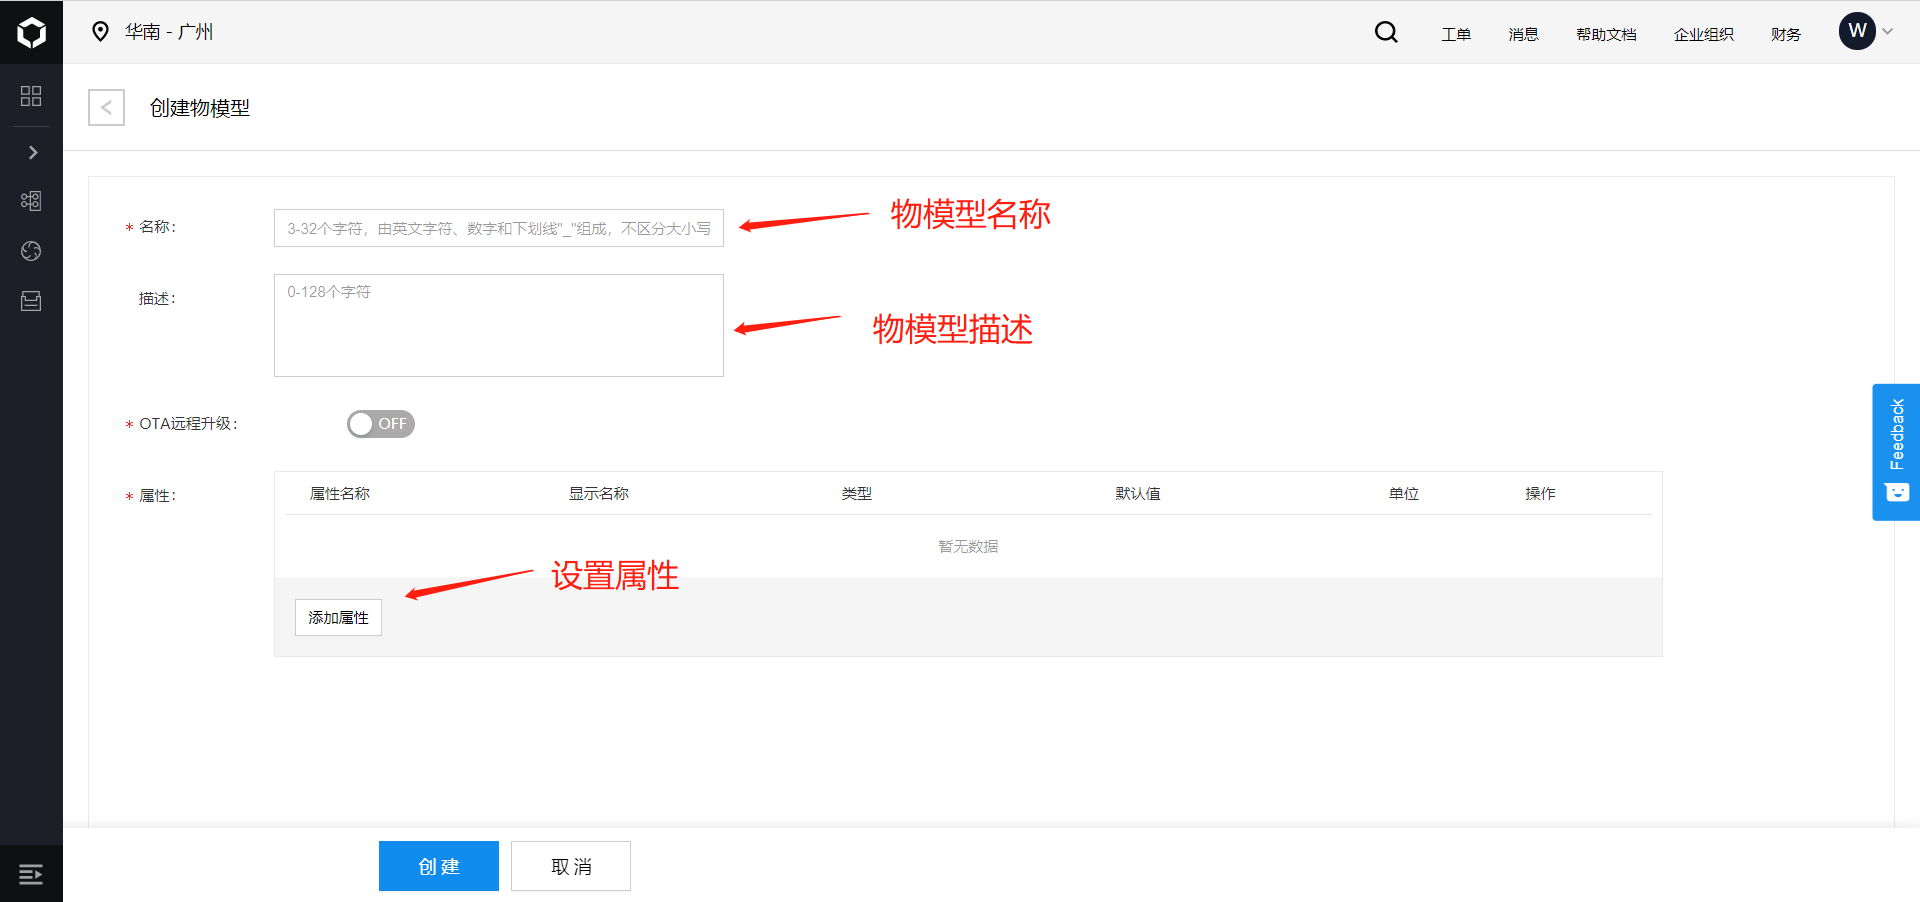 华南 - 广州
工单
消息
帮助文档
企业组织
财务
W
创建物模型
* 名称：
3-32个字符，由英文字符、数字和下划线"_"组成，不区分大小写
物模型名称
描述：
0-128个字符
物模型描述
* OTA远程升级：
OFF
* 属性：
属性名称
显示名称
类型
默认值
单位
操作
暂无数据
设置属性
添加属性
Feedback
创建
取消